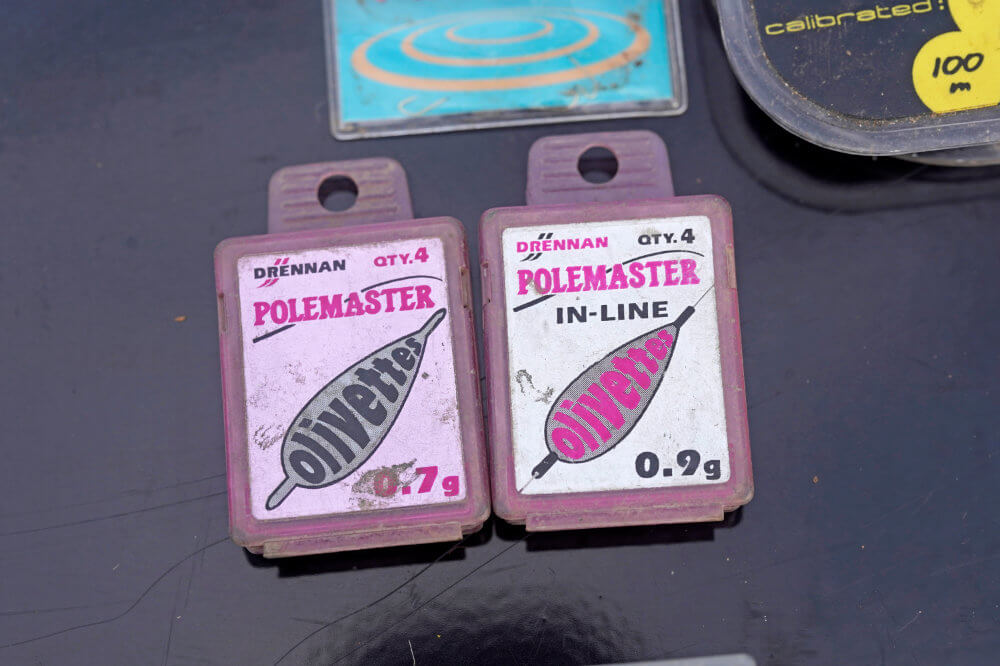 calibrated:
100
m
DRENNAN QTY.4
POLEMASTER
olivettes
0.7g
DRENNAN QTY.4
POLEMASTER
IN-LINE
olivettes
0.9g